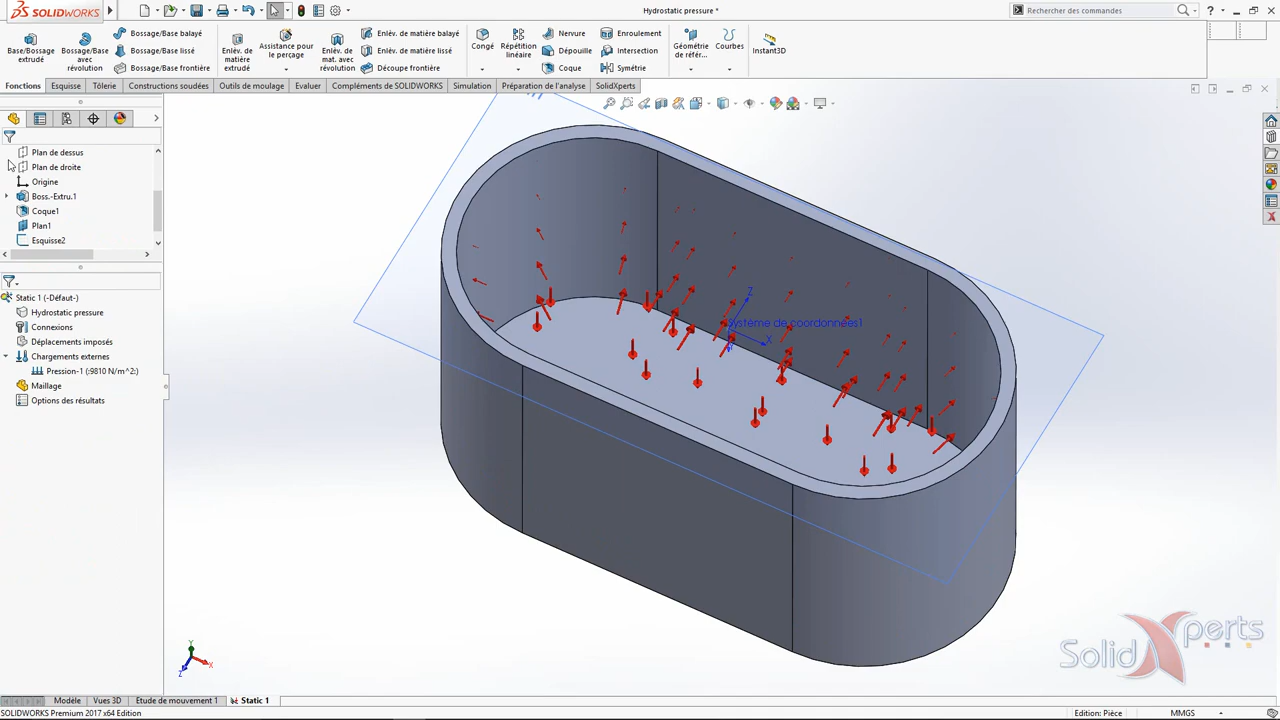 SOLIDWORKS
Hydrostatic pressure *
Rechercher des commandes
?
Base/Bossage extrudé
Bossage/Base avec révolution
Bossage/Base balayé
Bossage/Base lissé
Bossage/Base frontière
Enlév. de matière extrudé
Assistance pour le perçage
Enlév. de mat. avec révolution
Enlév. de matière balayé
Enlév. de matière lissé
Découpe frontière
Congé
Répétition linéaire
Nervure
Dépouille
Coque
Enroulement
Intersection
Symétrie
Géométrie de référ...
Courbes
Instant3D
Fonctions
Esquisse
Tôlerie
Constructions soudées
Outils de moulage
Evaluer
Compléments de SOLIDWORKS
Simulation
Préparation de l'analyse
SolidXperts
Plan de dessus
Plan de droite
Origine
Boss.-Extru.1
Coque1
Plan1
Esquisse2
Static 1 (-Défaut-)
Hydrostatic pressure
Connexions
Déplacements imposés
Chargements externes
Pression-1 (:9810 N/m^2:)
Maillage
Options des résultats
Z
Système de coordonnées1
X
Y
X
Z
Solid Xperts
Modèle
Vues 3D
Etude de mouvement 1
Static 1
SOLIDWORKS Premium 2017 x64 Edition
Edition: Pièce
MMGS